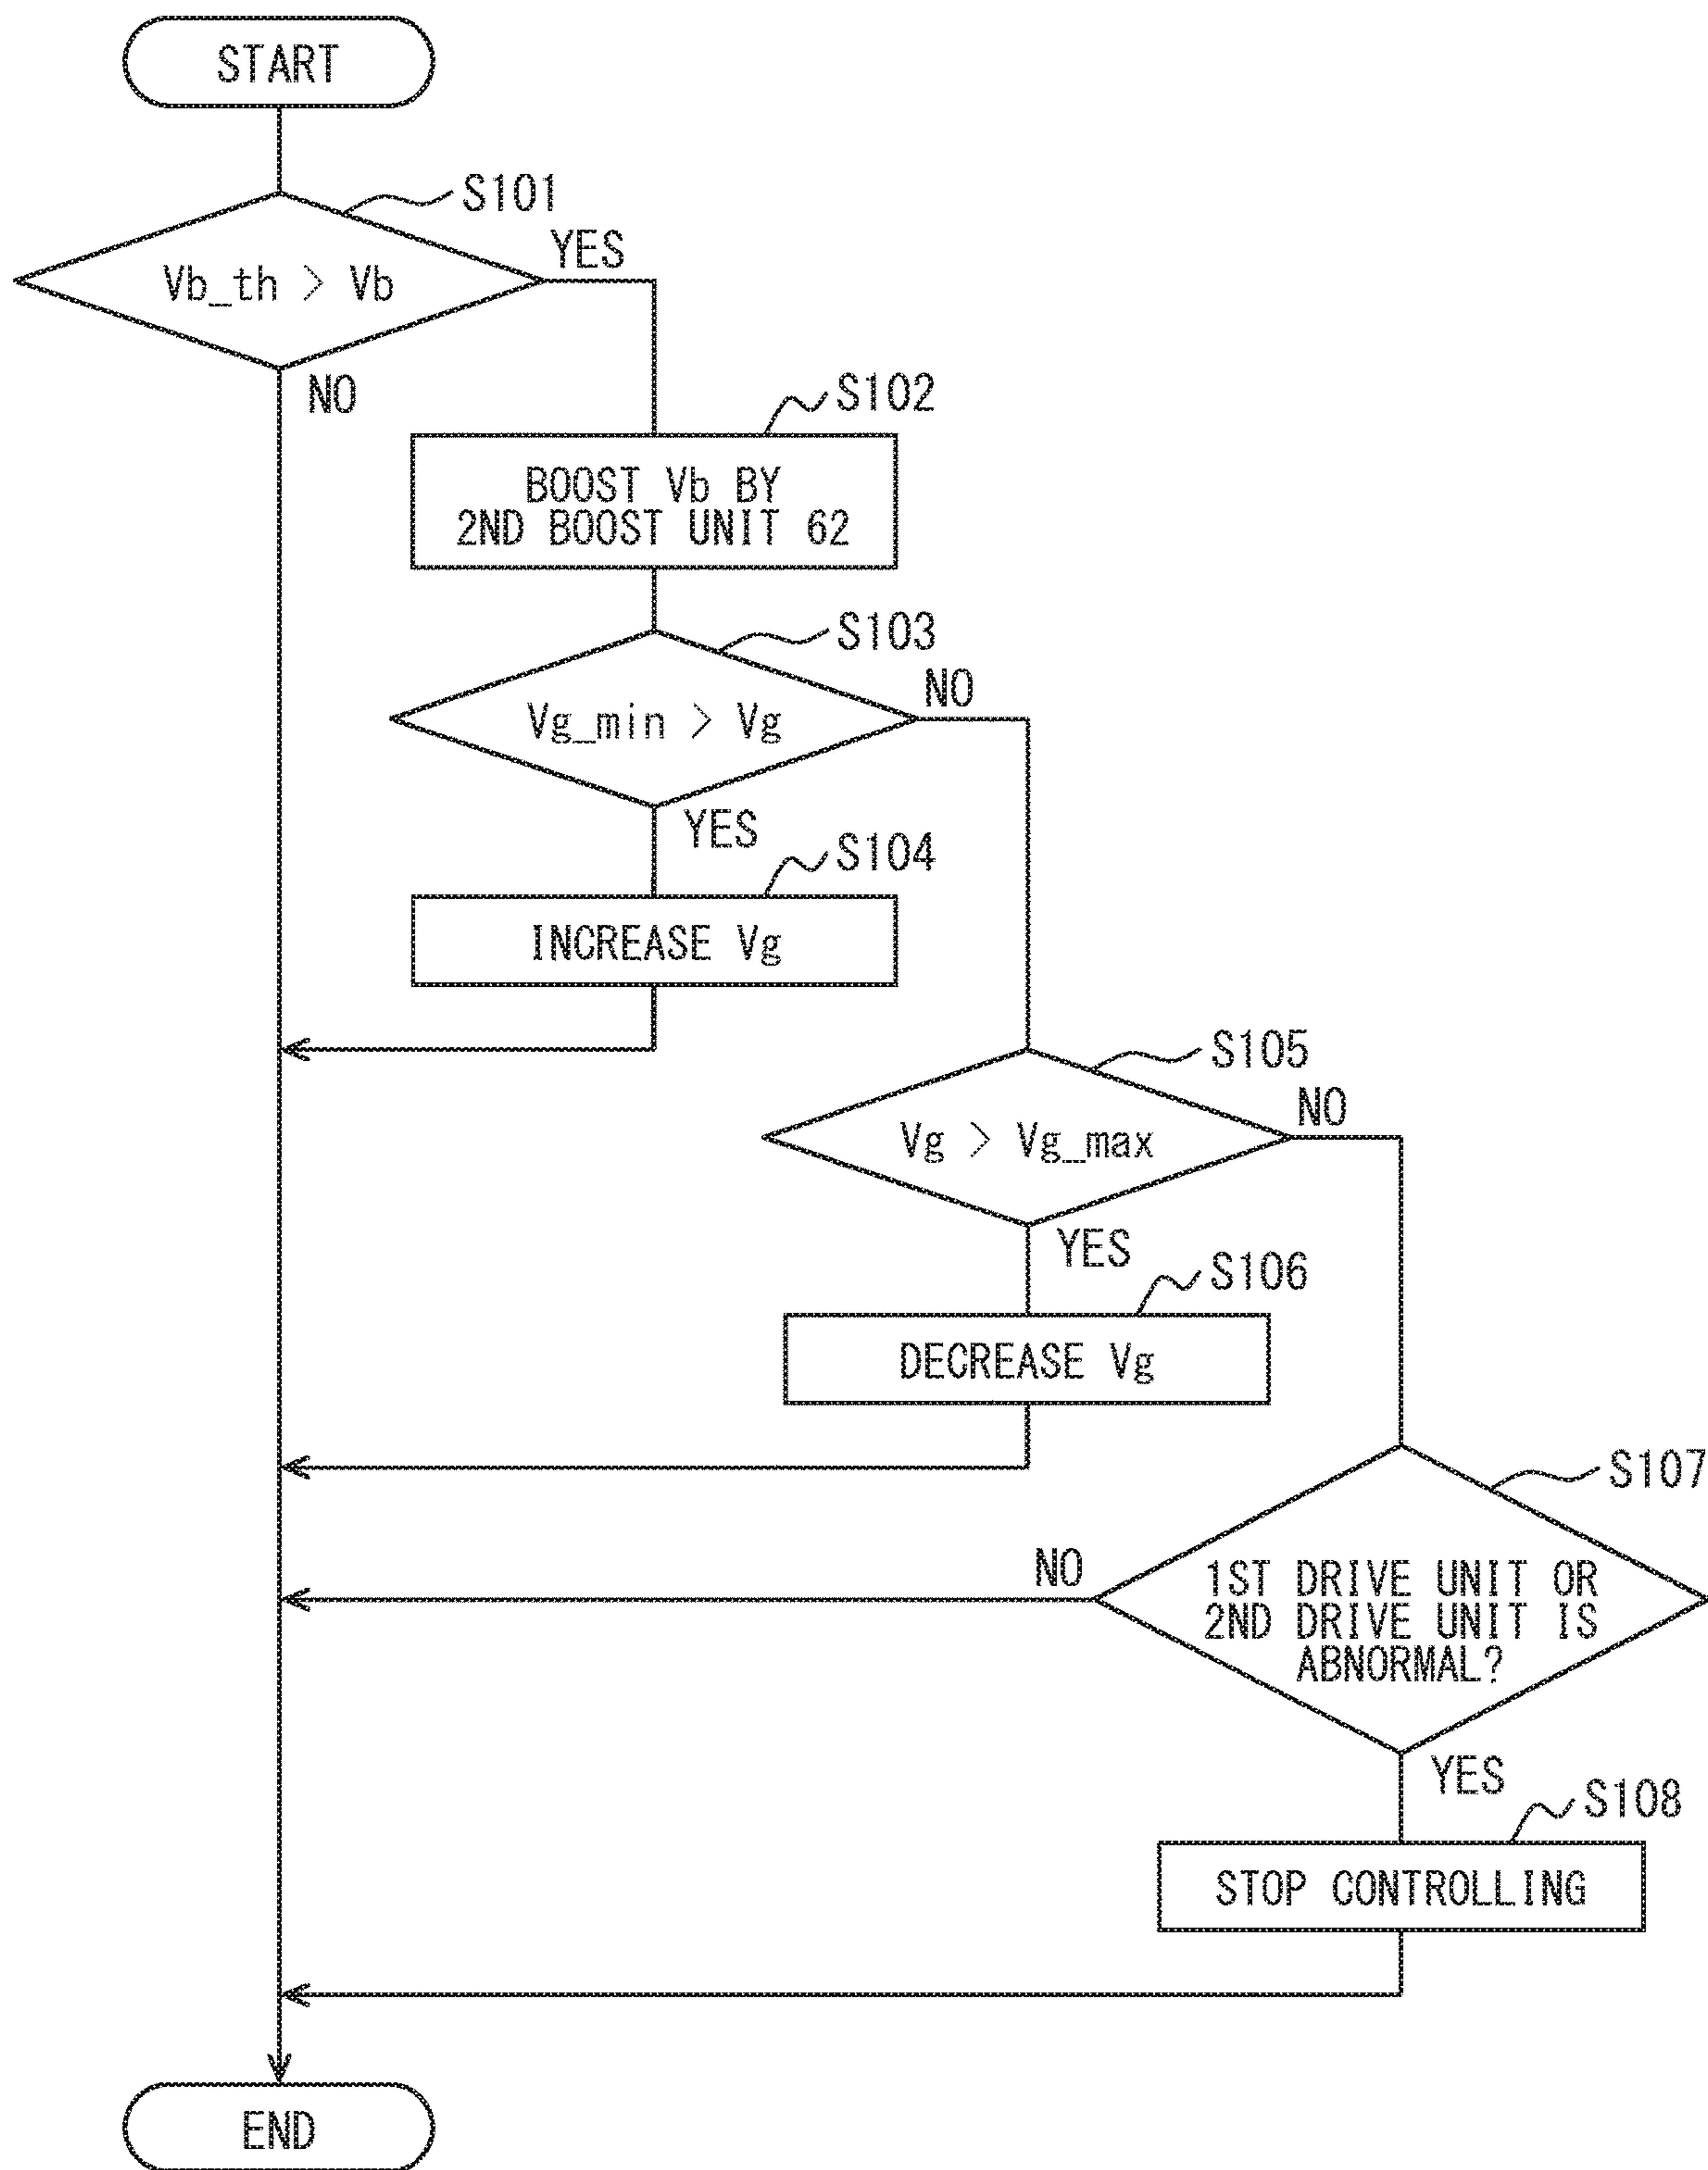 START
S101
Vb_th > Vb
YES
NO
S102
BOOST Vb BY
2ND BOOST UNIT 62
S103
Vg_min > Vg
NO
YES
S104
INCREASE Vg
S105
Vg > Vg_max
NO
YES
S106
DECREASE Vg
S107
1ST DRIVE UNIT OR
2ND DRIVE UNIT IS
ABNORMAL?
NO
YES
S108
STOP CONTROLLING
END